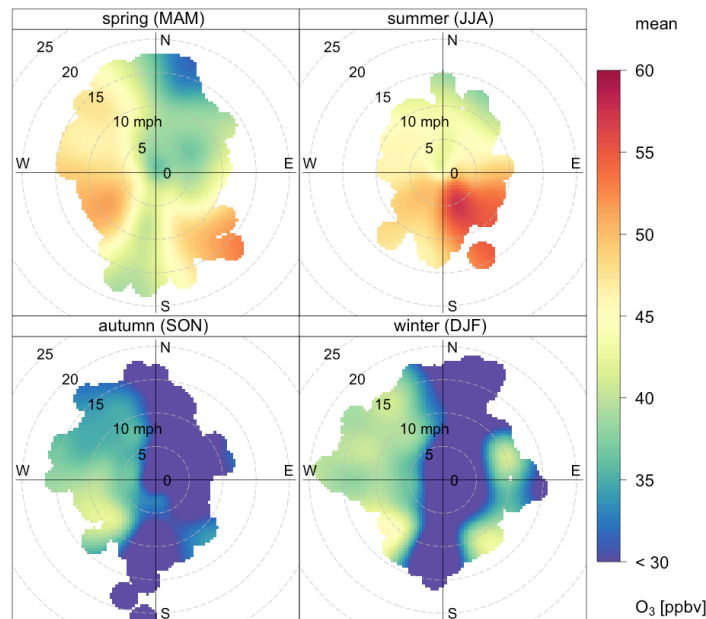 spring (MAM)
summer (JJA)
mean
25
20
15
10 mph
5
0
N
W
E
S
25
20
15
10 mph
5
0
N
W
E
S
autumn (SON)
winter (DJF)
25
20
15
10 mph
5
0
N
W
E
S
25
20
15
10 mph
5
0
N
W
E
S
60
55
50
45
40
35
< 30
O₃ [ppbv]